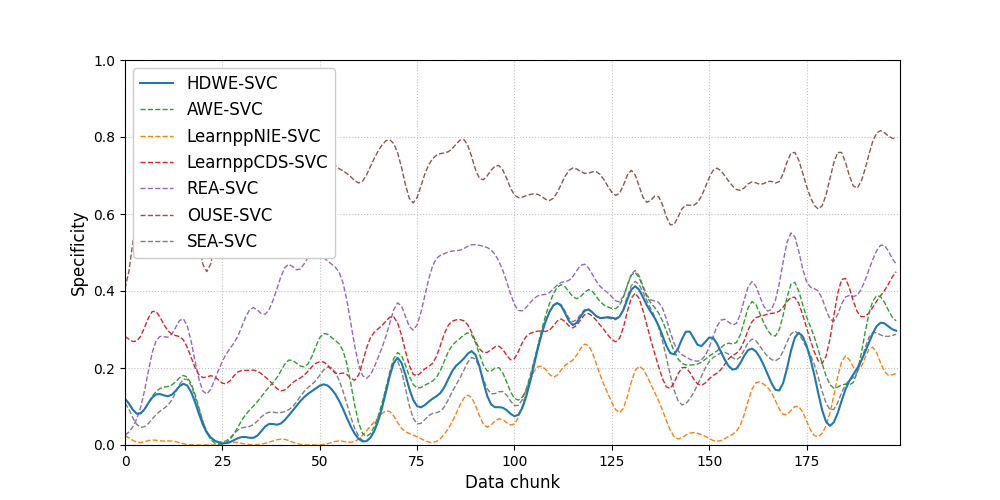 1.0
0.8
0.6
0.4
0.2
0.0
Specificity
HDWE-SVC
AWE-SVC
LearnppNIE-SVC
LearnppCDS-SVC
REA-SVC
OUSE-SVC
SEA-SVC
0 25 50 75 100 125 150 175
Data chunk